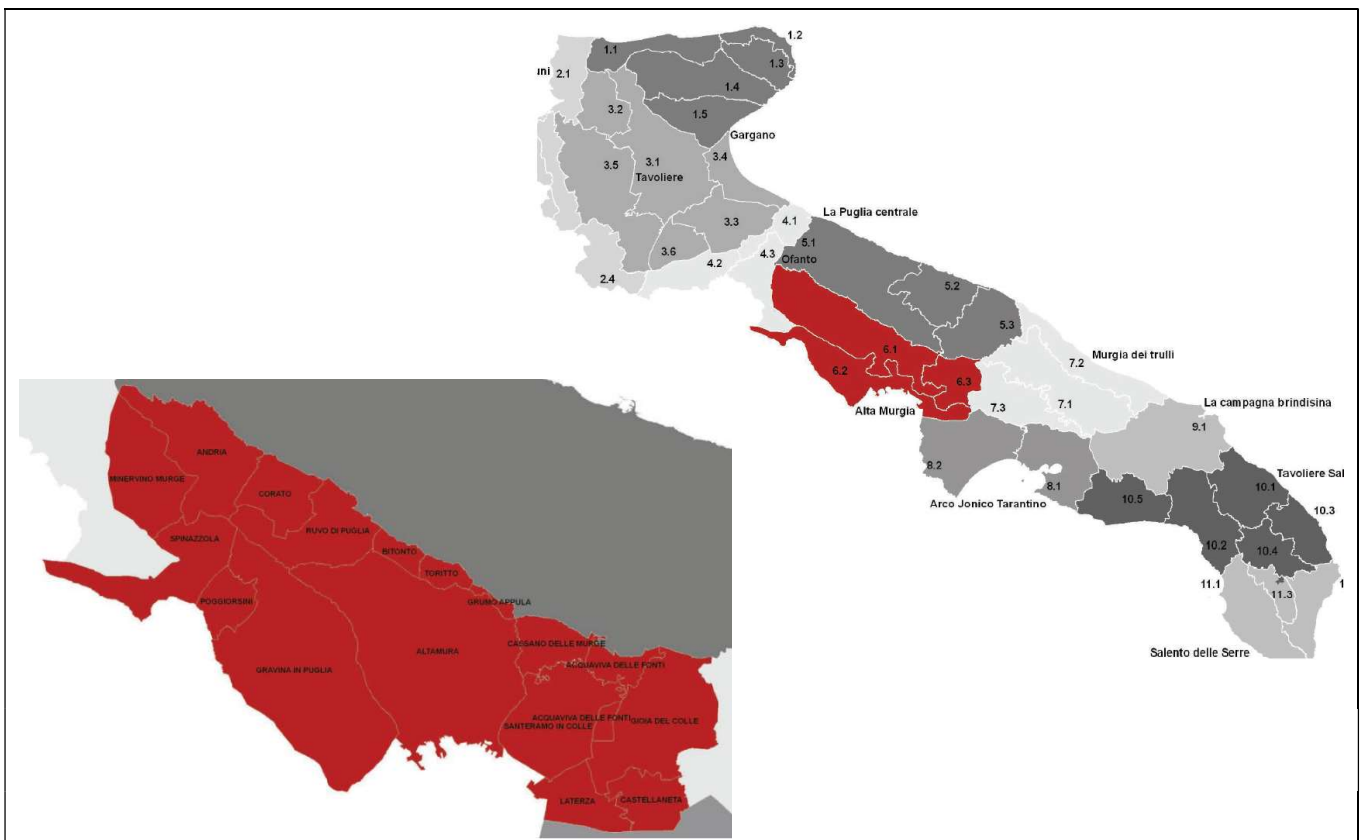 1.2
1.1
1.3
uni
2.1
1.4
3.2
1.5
Gargano
3.4
3.1
3.5
Tavoliere
La Puglia centrale
4.1
3.3
5.1
3.6
4.3
Ofanto
4.2
2.4
5.2
5.3
6.1
7.2
Murgia dei trulli
6.2
6.3
7.3
7.1
Alta Murgia
La campagna brindisina
9.1
8.2
8.1
Tavoliere Sal
10.1
Arco Jonico Tarantino
10.5
10.3
10.2
10.4
11.1
1
11.3
Salento delle Serre
ANDRIA
MINERVINO MURGE
CORATO
RUVO DI PUGLIA
SPINAZZOLA
BITONTO
TORITTO
POGGIORSINI
GRUMO APPULA
CASSANO DELLE MURGE
ALTAMURA
ACQUAVIVA DELLE FONTI
GRAVINA IN PUGLIA
ACQUAVIVA DELLE FONTI
GIOIA DEL COLLE
SANTERAMO IN COLLE
LATERZA
CASTELLANETA